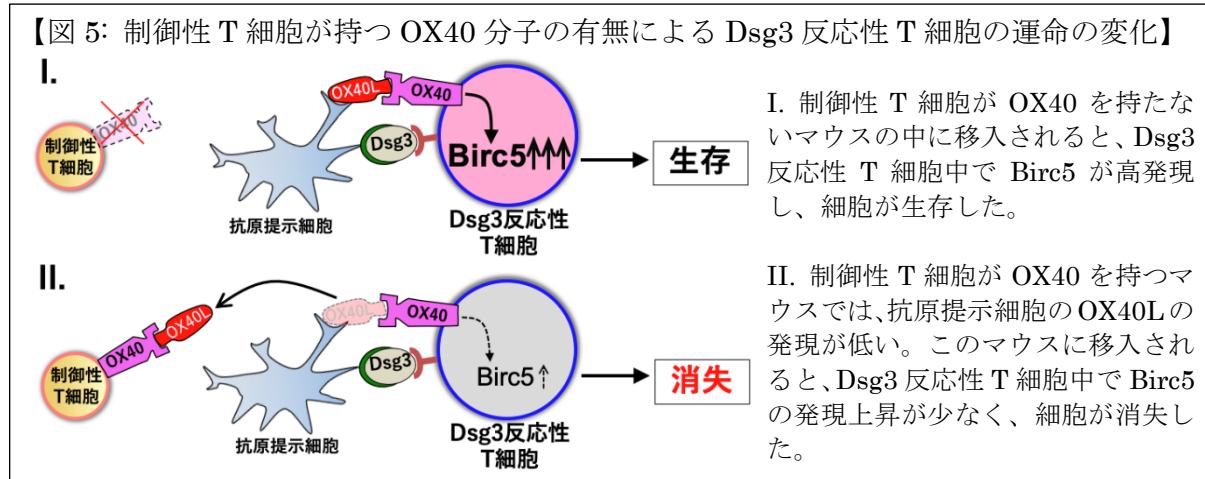 【図 5: 制御性 T 細胞が持つ OX40 分子の有無による Dsg3 反応性 T 細胞の運命の変化】
I.
OX40
制御性
T細胞
OX40L
OX40
Dsg3
Birc5↑↑↑
抗原提示細胞
Dsg3反応性
T細胞
生存
I. 制御性 T 細胞が OX40 を持たな
いマウスの中に移入されると、Dsg3
反応性 T 細胞中で Birc5 が高発現
し、細胞が生存した。
II.
OX40
OX40L
制御性
T細胞
OX40L
OX40
Dsg3
Birc5↑
抗原提示細胞
Dsg3反応性
T細胞
消失
II. 制御性 T 細胞が OX40 を持つマ
ウスでは、抗原提示細胞の OX40L の
発現が低い。このマウスに移入され
ると、Dsg3 反応性 T 細胞中で Birc5
の発現上昇が少なく、細胞が消失し
た。